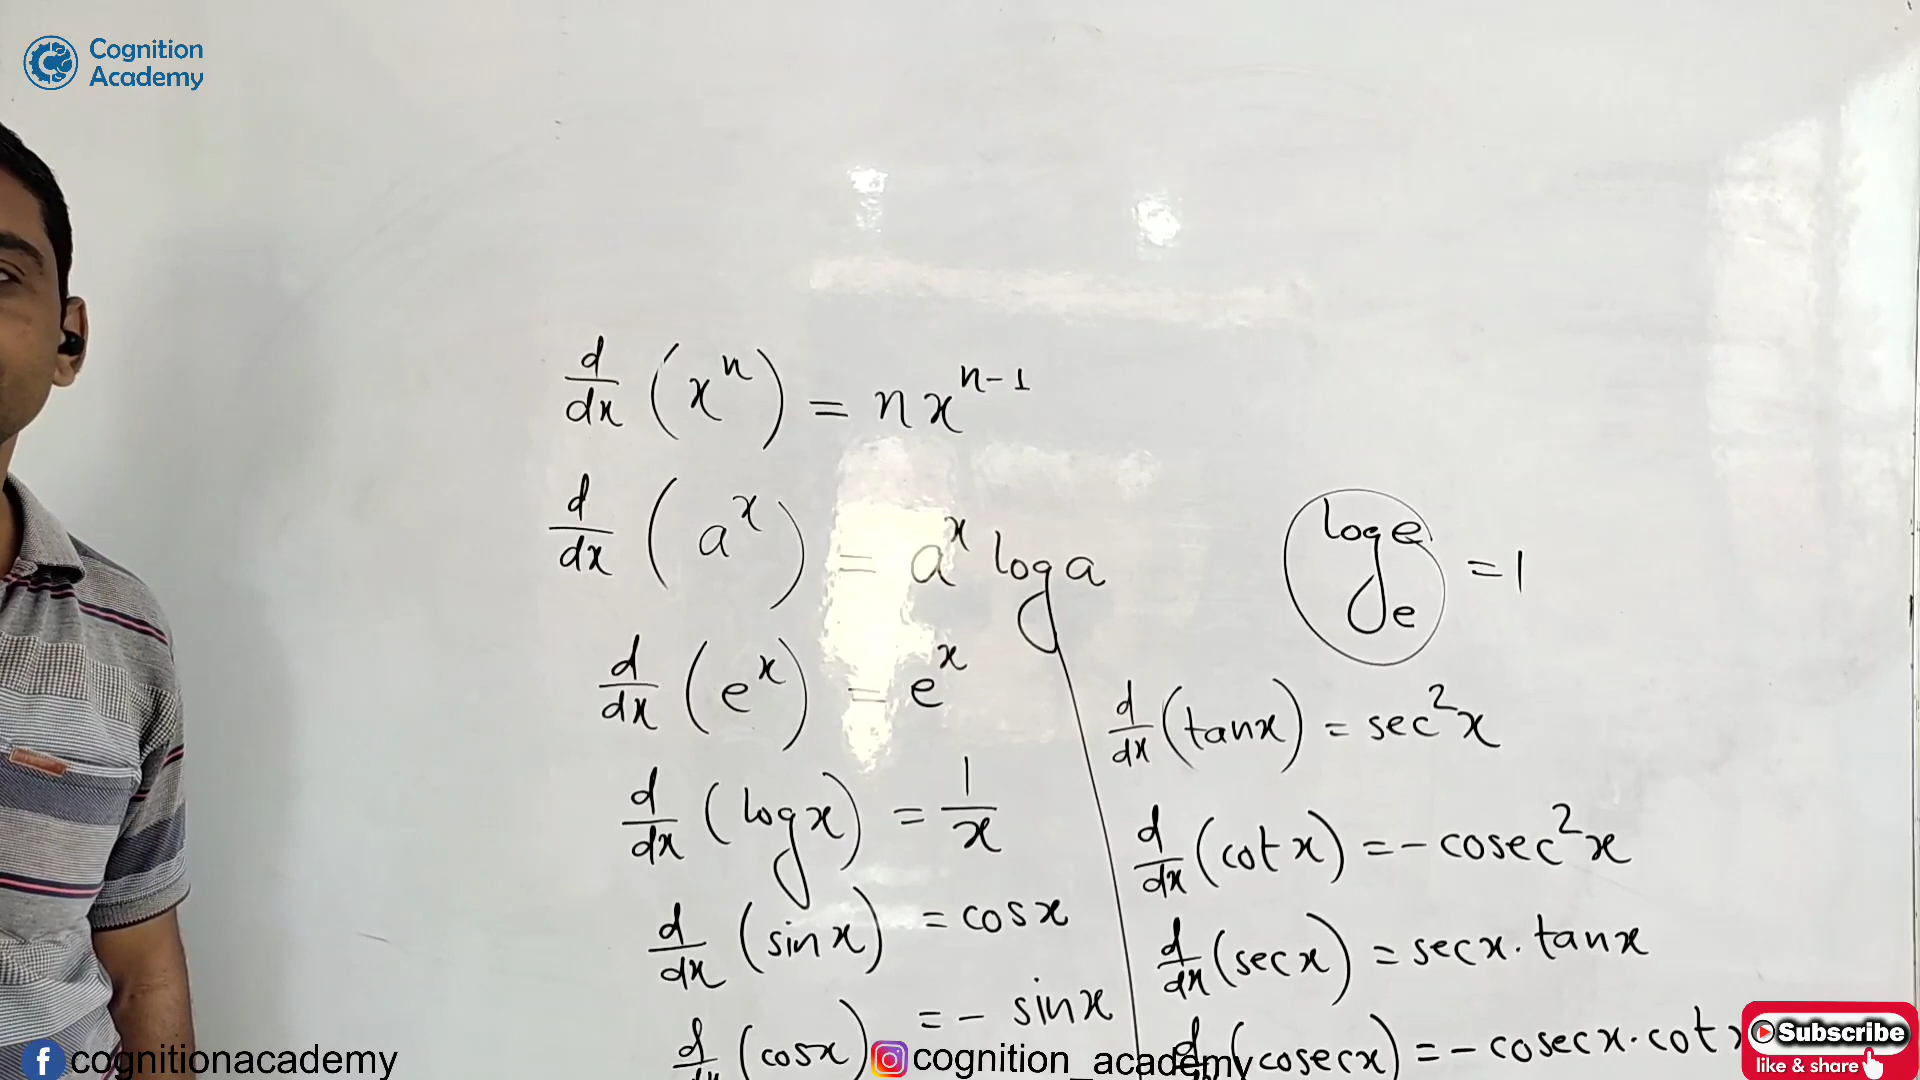 Cognition
Academy
d/dx (x^n) = nx^(n-1)
d/dx (a^x) = a^x log a
log_e e = 1
d/dx (e^x) = e^x
d/dx (log x) = 1/x
d/dx (sin x) = cos x
d/dx (cos x) = - sin x
d/dx (tan x) = sec^2 x
d/dx (cot x) = - cosec^2 x
d/dx (sec x) = sec x . tan x
d/dx (cosec x) = - cosec x . cot x
cognitionacademy
cognition_academy
Subscribe
like & share